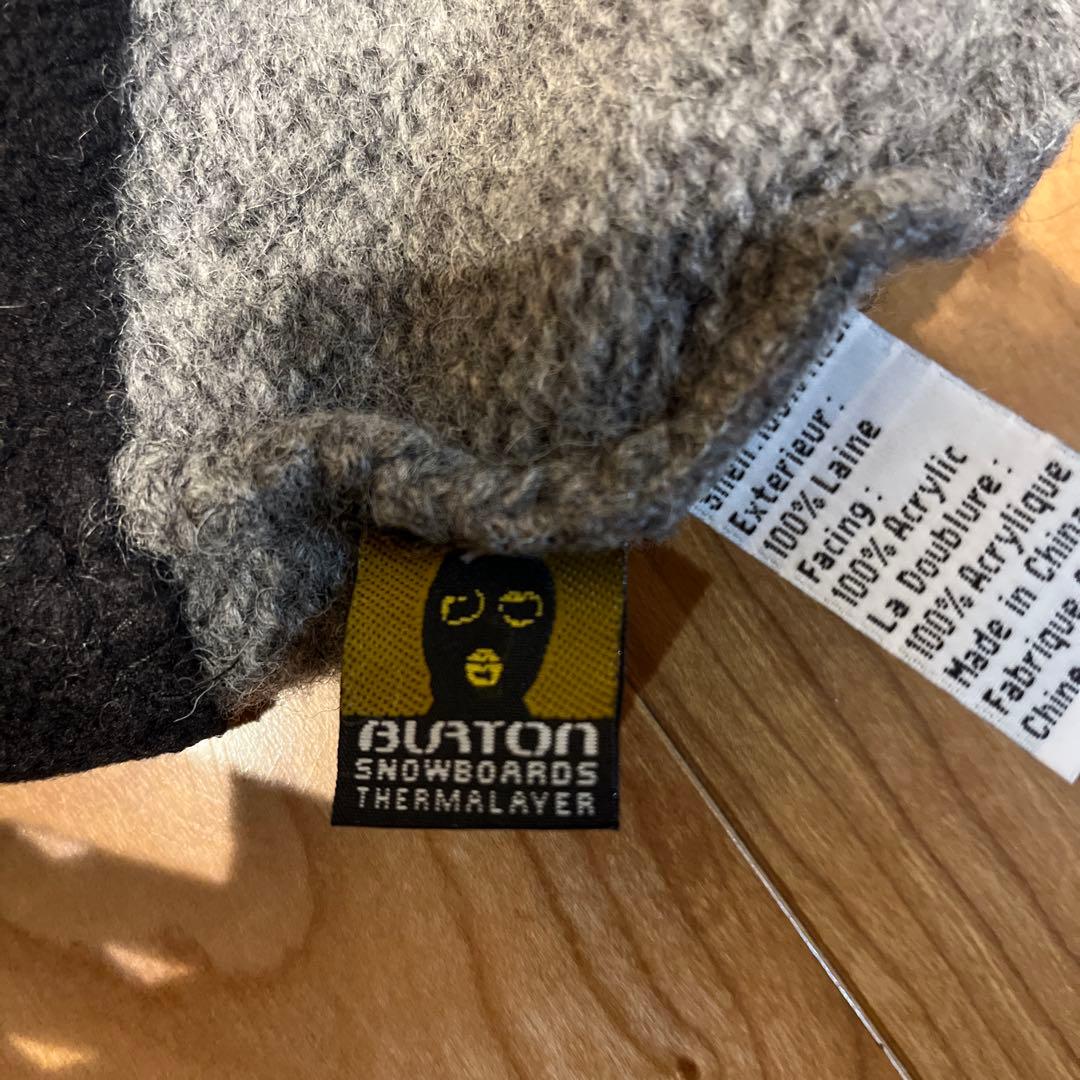 BURTON
SNOWBOARDS
THERMALAYER
Exterieur :
100% Laine
Facing :
100% Acrylic
La Doublure :
100% Acrylique
Made in China
Fabrique
Chine